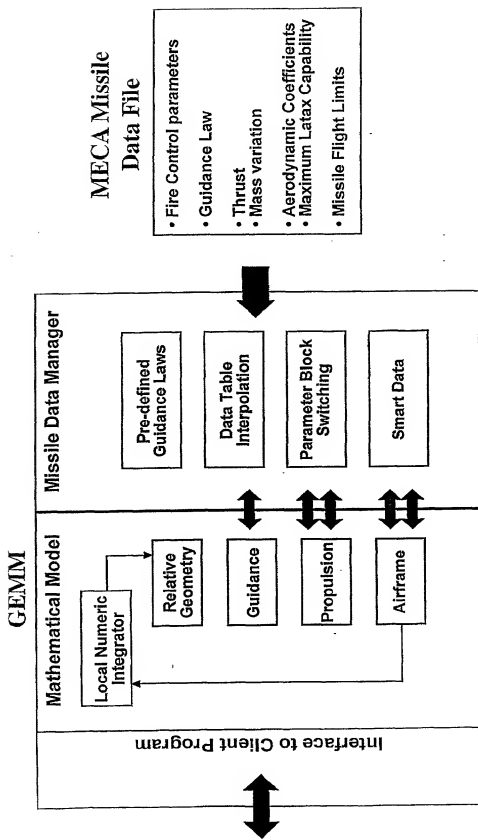 GEMM
Mathematical Model
Missile Data Manager
Interface to Client Program
Local Numeric
Integrator
Relative
Geometry
Guidance
Propulsion
Airframe
Pre-defined
Guidance Laws
Data Table
Interpolation
Parameter Block
Switching
Smart Data
MECA Missile
Data File
• Fire Control parameters
• Guidance Law
• Thrust
• Mass variation
• Aerodynamic Coefficients
• Maximum Latax Capability
• Missile Flight Limits